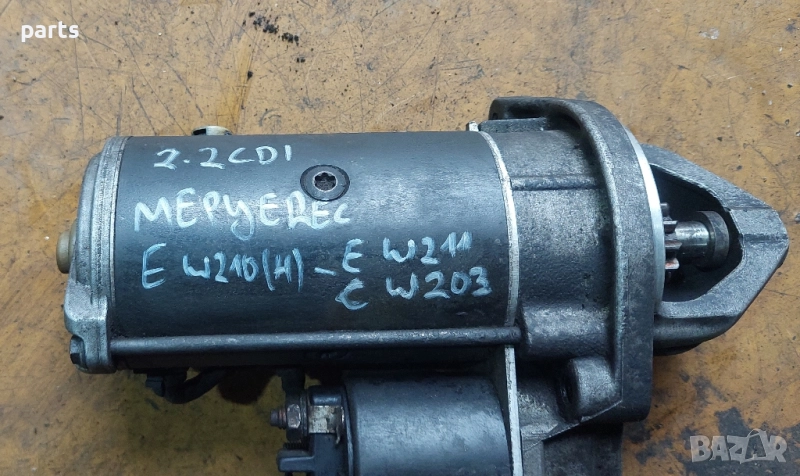 parts
2.2CDI
МЕРЦЕДЕС
E W210(H) - E W211
C W203
BAZAR